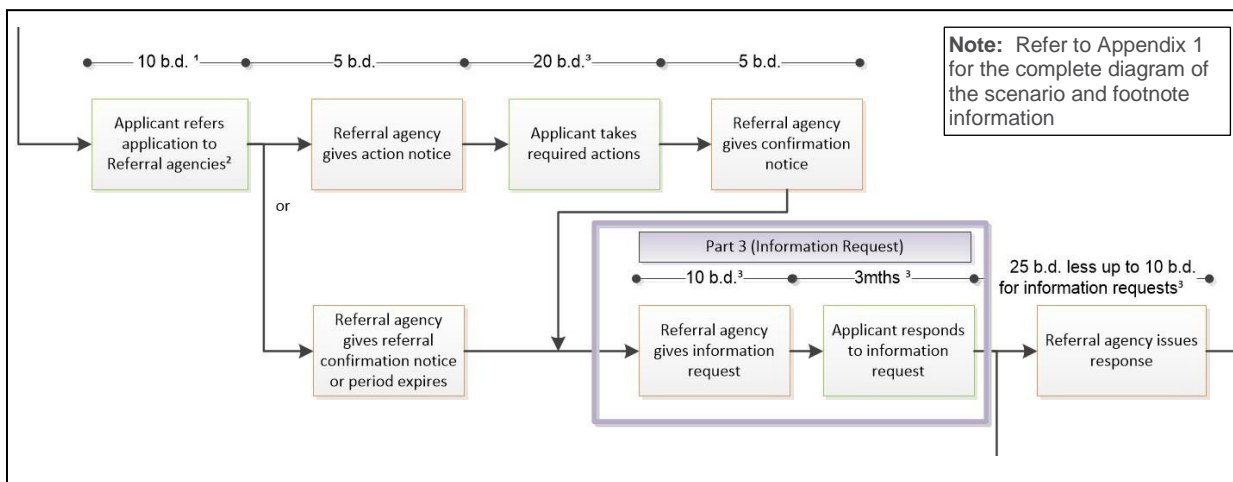 10 b.d. ¹
5 b.d.
20 b.d.³
5 b.d.
Note: Refer to Appendix 1
for the complete diagram of
the scenario and footnote
information
Applicant refers
application to
Referral agencies²
Referral agency
gives action notice
Applicant takes
required actions
Referral agency
gives confirmation
notice
or
Part 3 (Information Request)
10 b.d.³
3mths ³
25 b.d. less up to 10 b.d.
for information requests³
Referral agency
gives referral
confirmation notice
or period expires
Referral agency
gives information
request
Applicant responds
to information
request
Referral agency issues
response